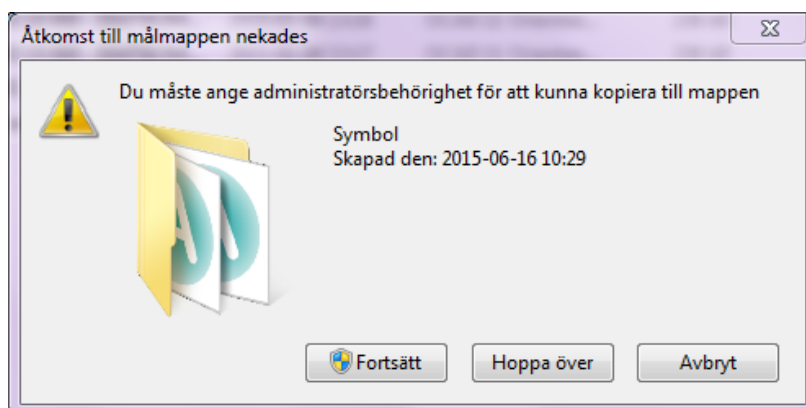 Åtkomst till målmappen nekades
Du måste ange administratörsbehörighet för att kunna kopiera till mappen
Symbol
Skapad den: 2015-06-16 10:29
Fortsätt
Hoppa över
Avbryt